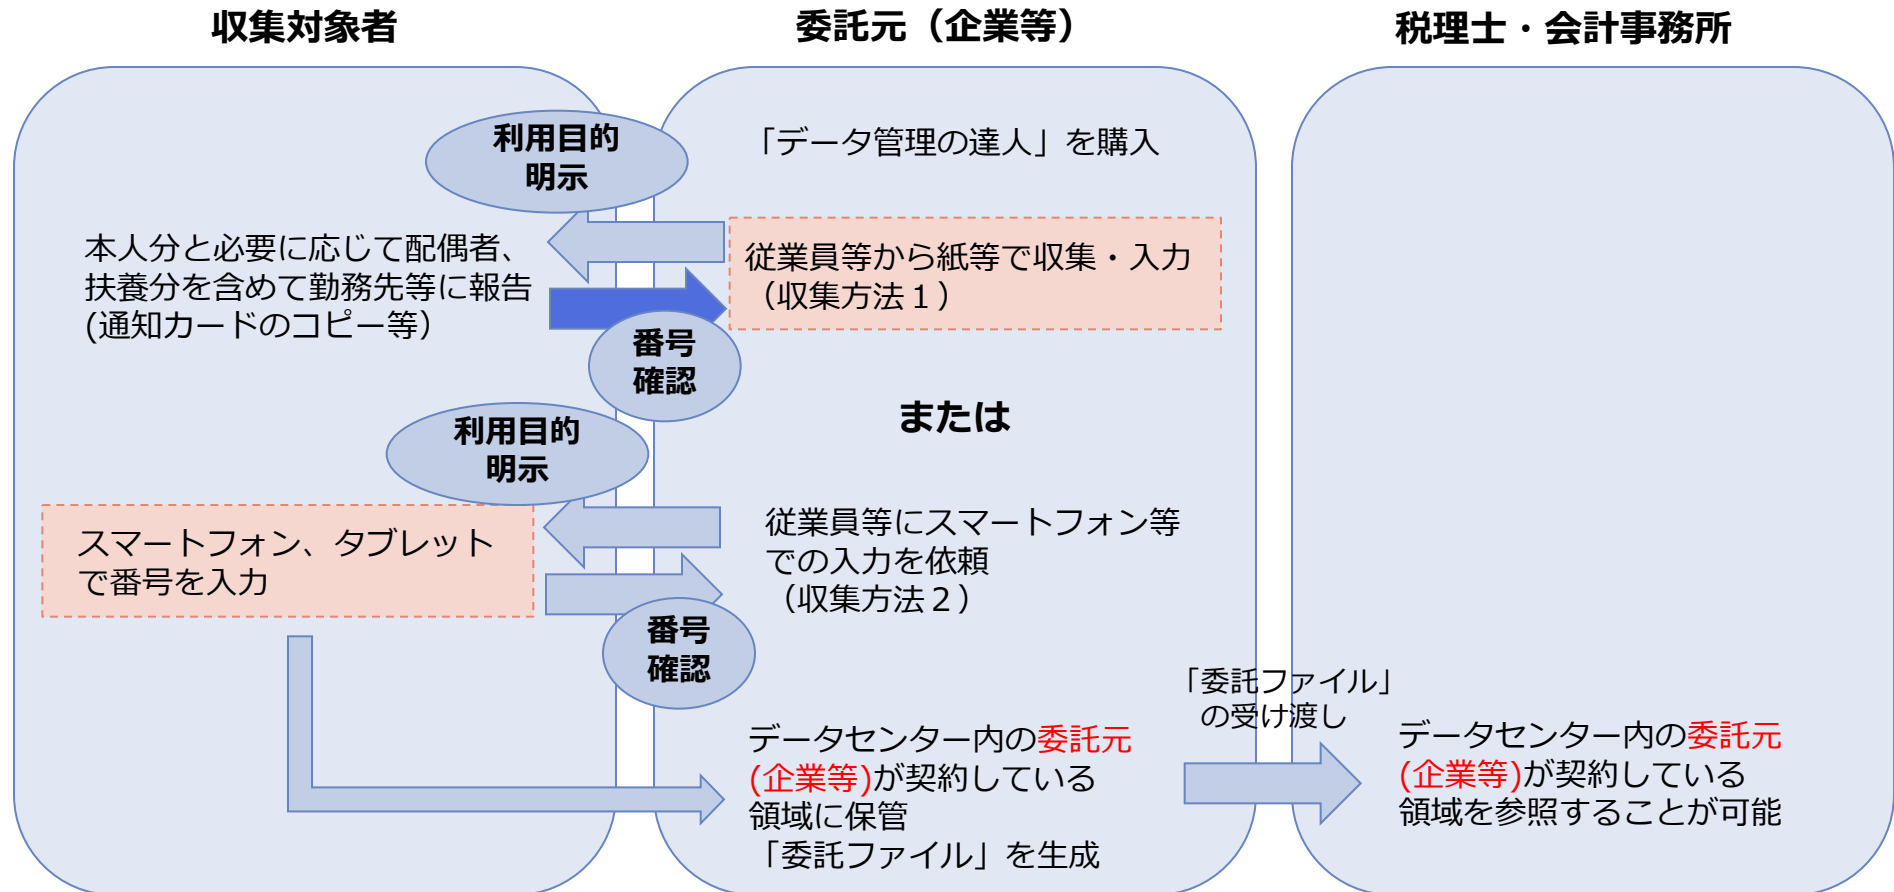 収集対象者
委託元（企業等）
税理士・会計事務所
利用目的
明示
「データ管理の達人」を購入
本人分と必要に応じて配偶者、
扶養分を含めて勤務先等に報告
(通知カードのコピー等）
従業員等から紙等で収集・入力
（収集方法１）
番号
確認
または
利用目的
明示
スマートフォン、タブレット
で番号を入力
従業員等にスマートフォン等
での入力を依頼
（収集方法２）
番号
確認
データセンター内の委託元
(企業等)が契約している
領域に保管
「委託ファイル」を生成
「委託ファイル」
の受け渡し
データセンター内の委託元
(企業等)が契約している
領域を参照することが可能